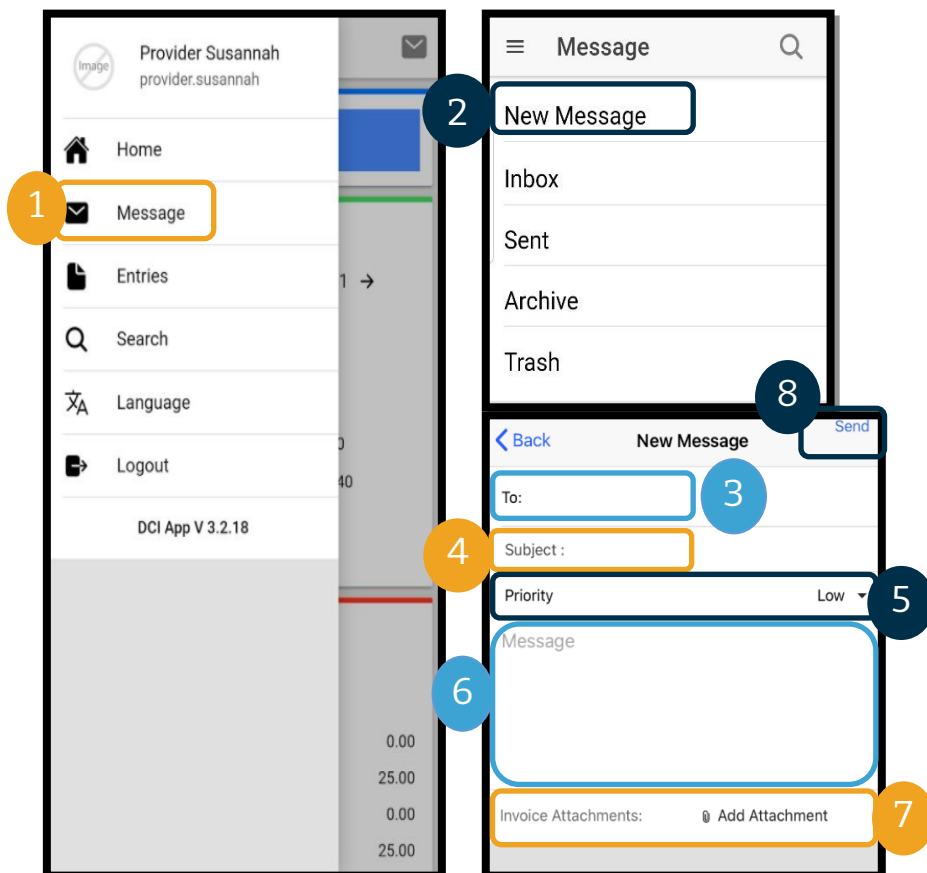 Image
Provider Susannah
provider.susannah
Home
1
Message
Entries
1 →
Search
Language
0
Logout
40
DCI App V 3.2.18
0.00
25.00
0.00
25.00
Message
2
New Message
Inbox
Sent
Archive
Trash
8
Back
New Message
Send
To:
3
4
Subject :
Priority
Low
5
Message
6
Invoice Attachments:
Add Attachment
7